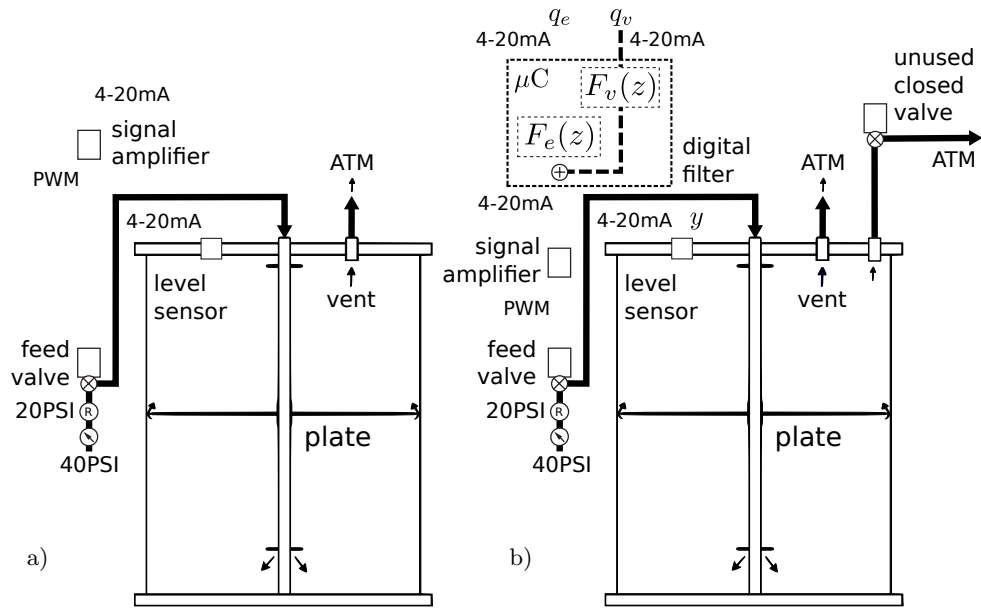 4-20mA
signal
amplifier
PWM
ATM
4-20mA
level
sensor
vent
feed
valve
20PSI
R
40PSI
plate
a)
q_e
q_v
4-20mA
4-20mA
μC
F_v(z)
F_e(z)
digital
filter
unused
closed
valve
ATM
ATM
4-20mA
4-20mA
y
signal
amplifier
PWM
level
sensor
vent
feed
valve
20PSI
R
40PSI
plate
b)